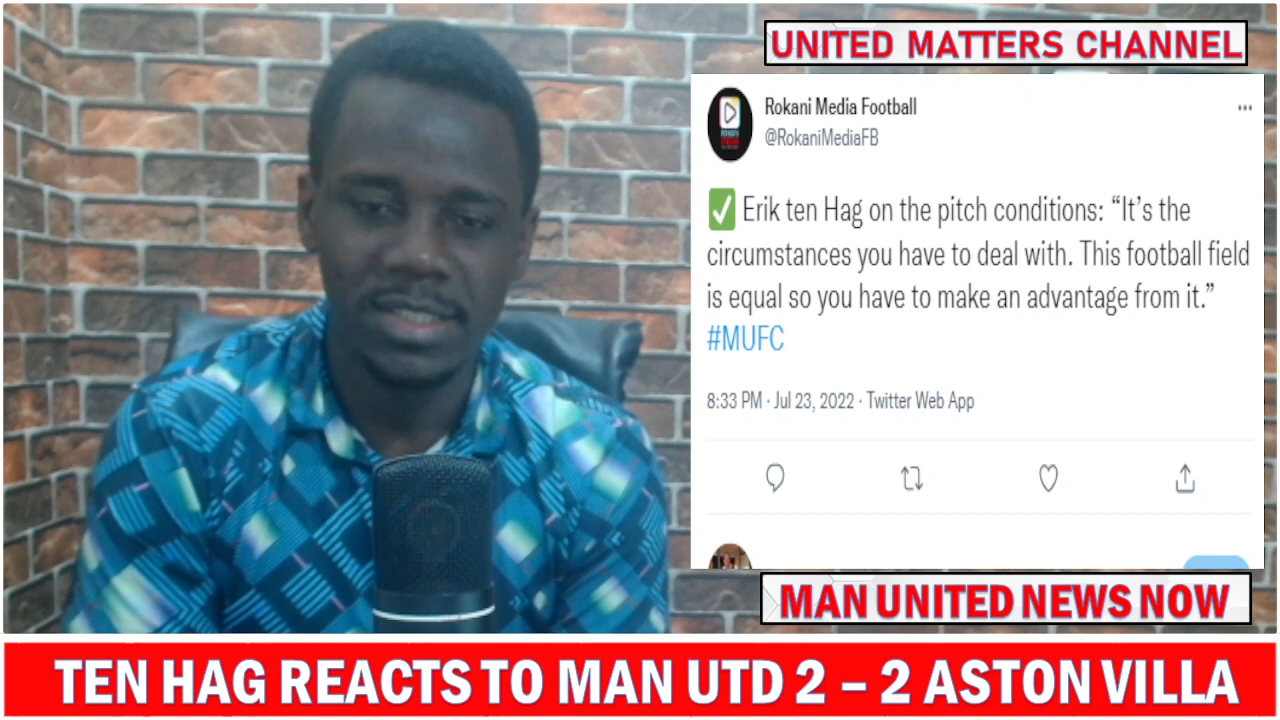 UNITED MATTERS CHANNEL
Rokani Media Football
@RokaniMediaFB
✅ Erik ten Hag on the pitch conditions: “It’s the
circumstances you have to deal with. This football field
is equal so you have to make an advantage from it.”
#MUFC
8:33 PM · Jul 23, 2022 · Twitter Web App
MAN UNITED NEWS NOW
TEN HAG REACTS TO MAN UTD 2 – 2 ASTON VILLA